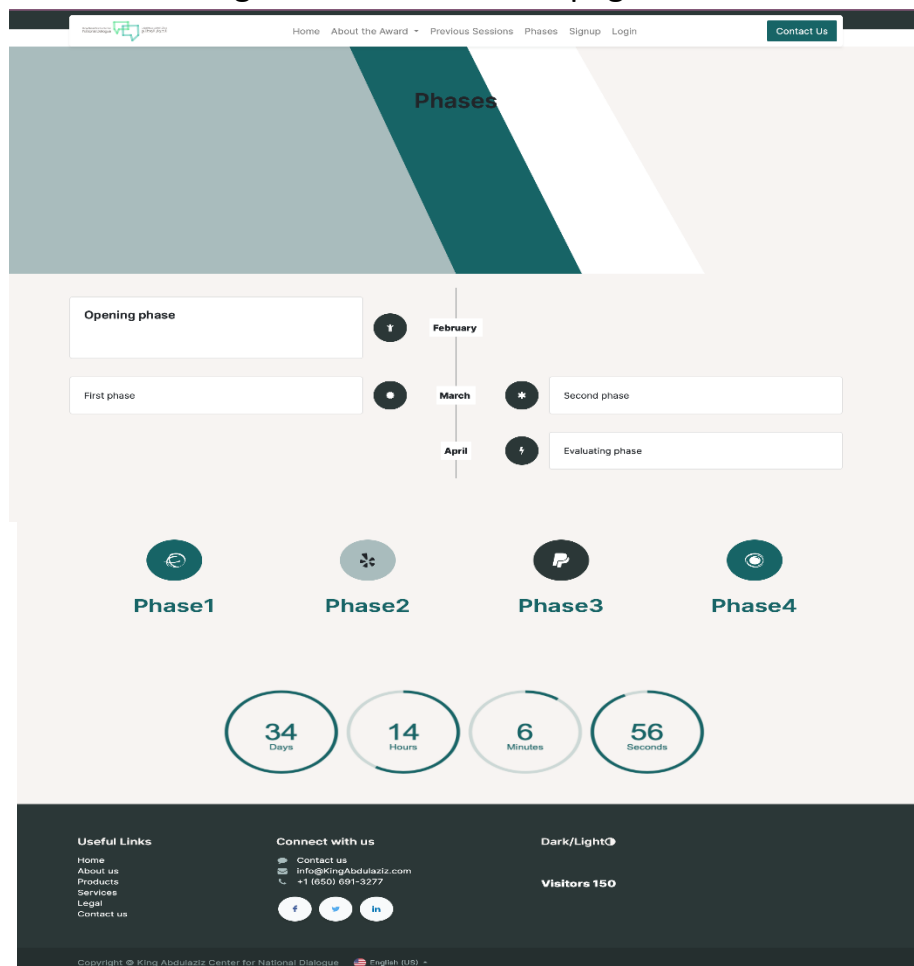 Home About the Award Previous Sessions Phases Signup Login Contact Us
Phases
Opening phase
February
First phase
March
Second phase
April
Evaluating phase
Phase1 Phase2 Phase3 Phase4
34 14 6 56
Days Hours Minutes Seconds
Useful Links
Home
About us
Products
Services
Legal
Contact us
Connect with us
Contact us
info@KingAbdulaziz.com
+1 (650) 691-3277
Dark/Light
Visitors 150
Copyright © King Abdulaziz Center for National Dialogue English (US)